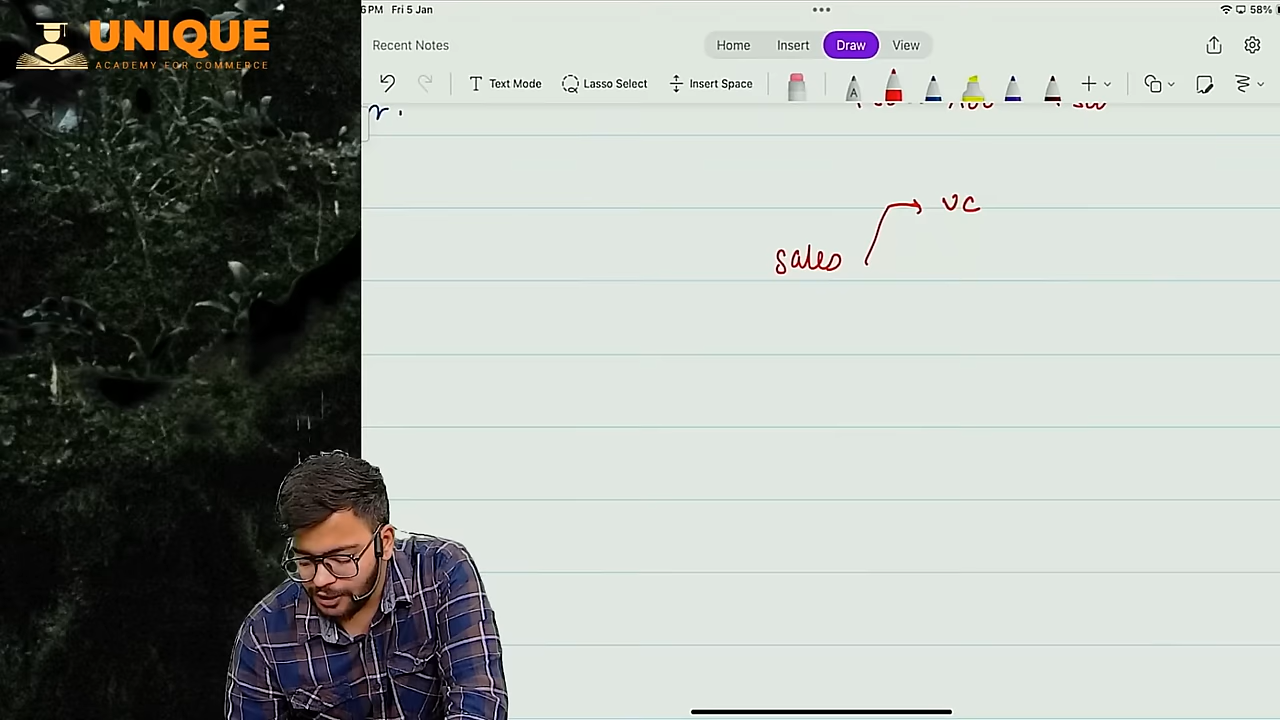 UNIQUE
ACADEMY FOR COMMERCE
PM Fri 5 Jan
58%
Recent Notes
Home Insert Draw View
Text Mode Lasso Select Insert Space
A
VC
sales